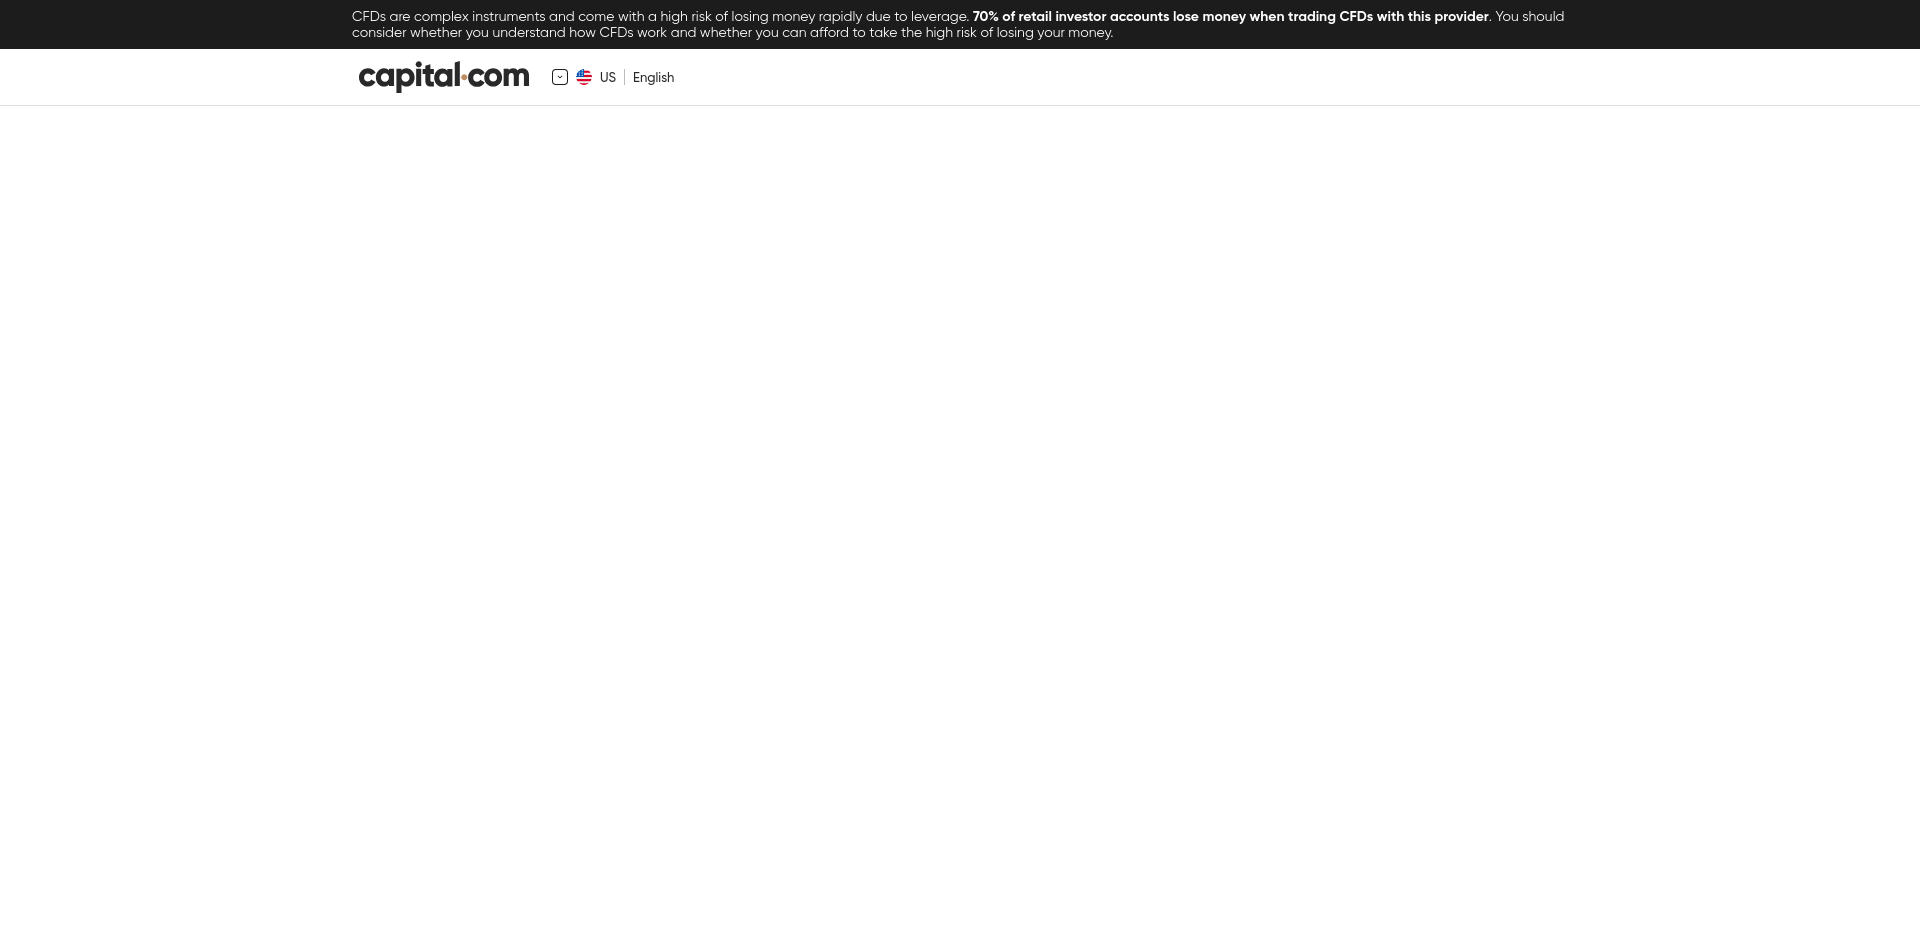 CFDs are complex instruments and come with a high risk of losing money rapidly due to leverage. 70% of retail investor accounts lose money when trading CFDs with this provider. You should
consider whether you understand how CFDs work and whether you can afford to take the high risk of losing your money.
capital.com
US
English